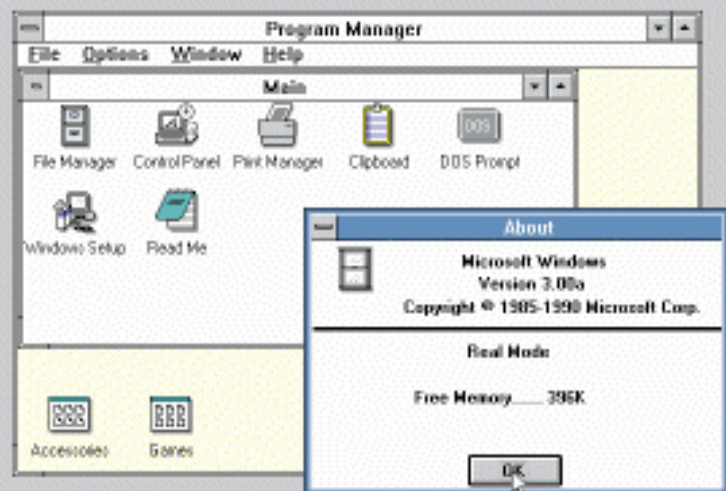 Program Manager
File Options Window Help
Main
File Manager Control Panel Print Manager Clipboard DOS Prompt
DOS
Windows Setup Read Me
About
Microsoft Windows
Version 3.00a
Copyright © 1985-1990 Microsoft Corp.
Real Mode
Free Memory 396K
OK
Accessories Games